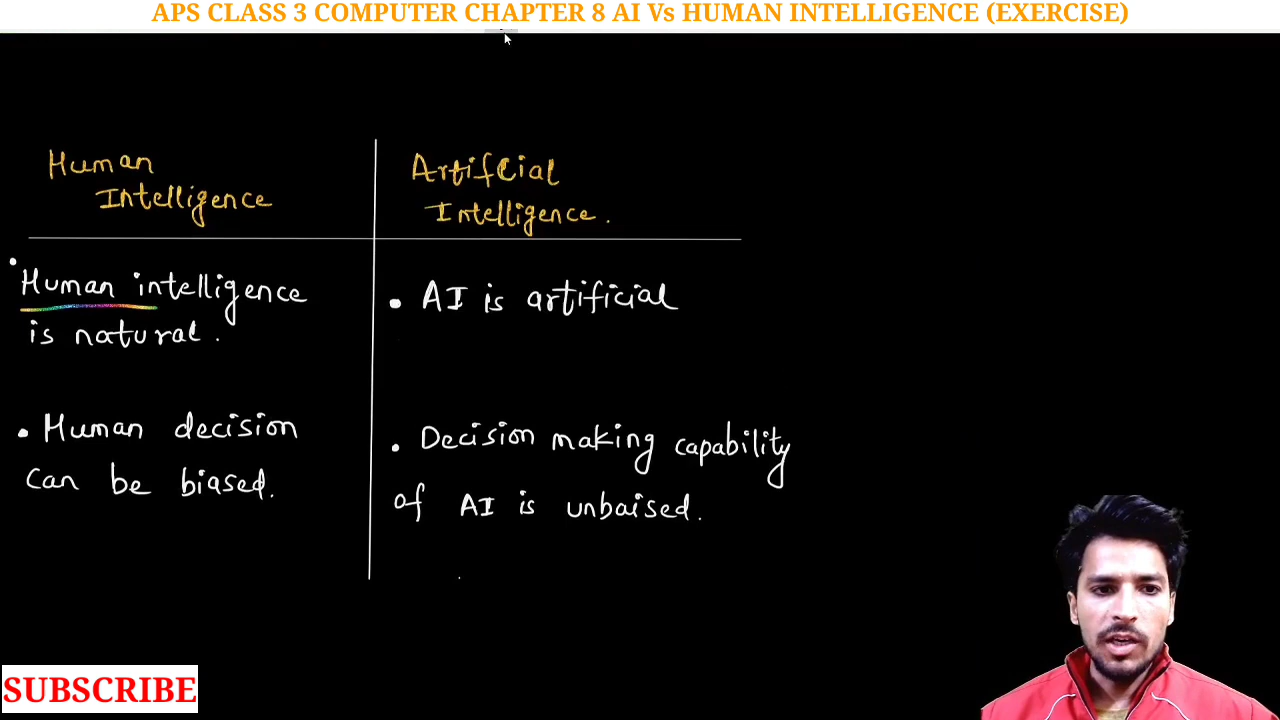 APS CLASS 3 COMPUTER CHAPTER 8 AI Vs HUMAN INTELLIGENCE (EXERCISE)
Human
Intelligence
Artificial
Intelligence.
• Human intelligence
is natural.
• AI is artificial
• Human decision
can be biased.
• Decision making capability
of AI is unbaised.
SUBSCRIBE